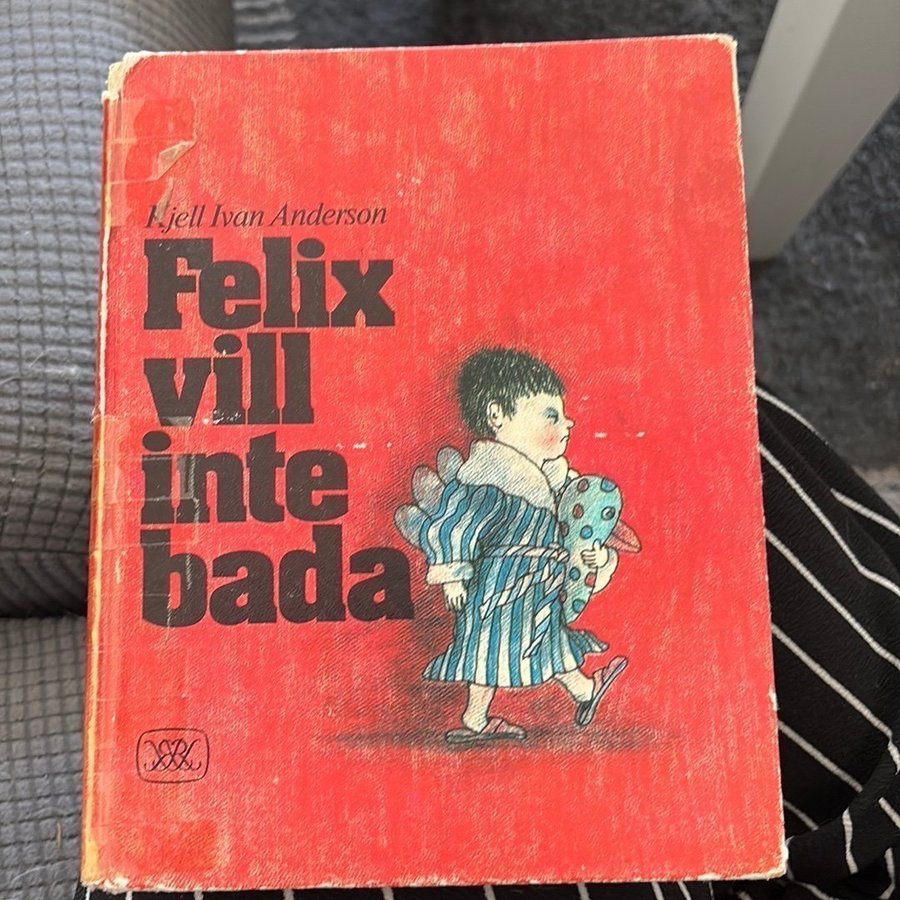 Kjell Ivan Anderson
Felix
vill
inte
bada